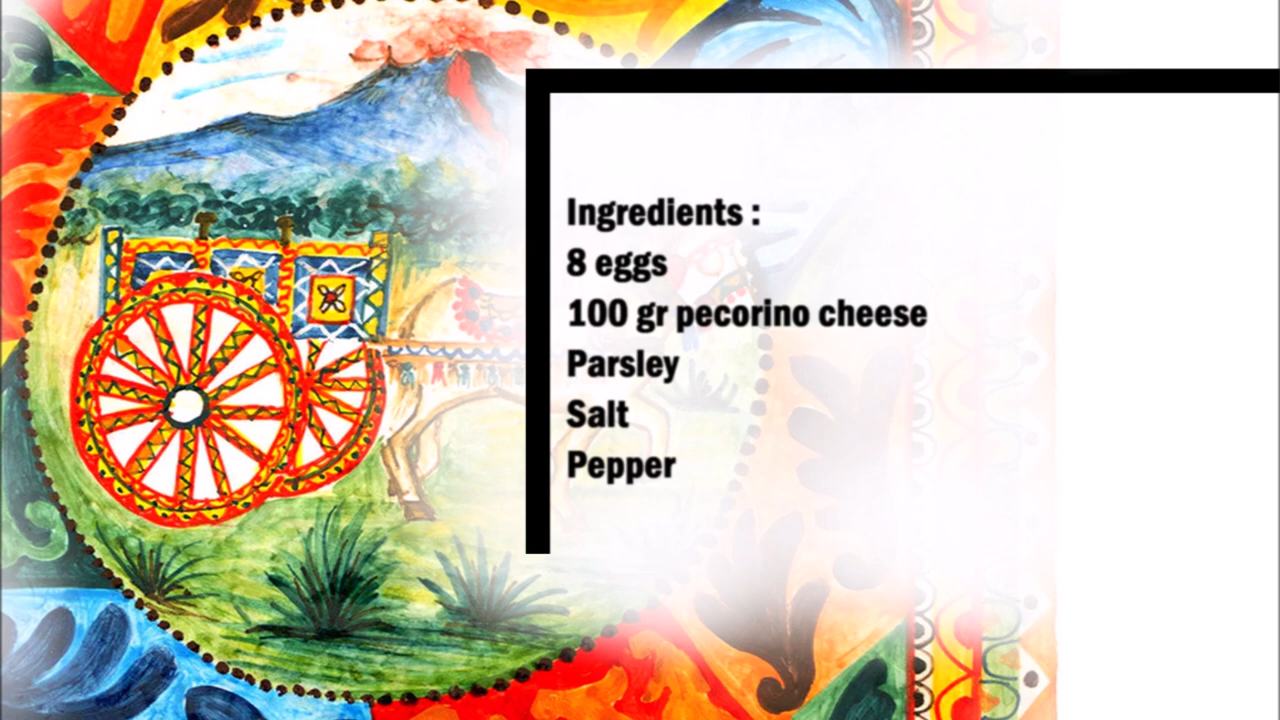 Ingredients :
8 eggs
100 gr pecorino cheese
Parsley
Salt
Pepper